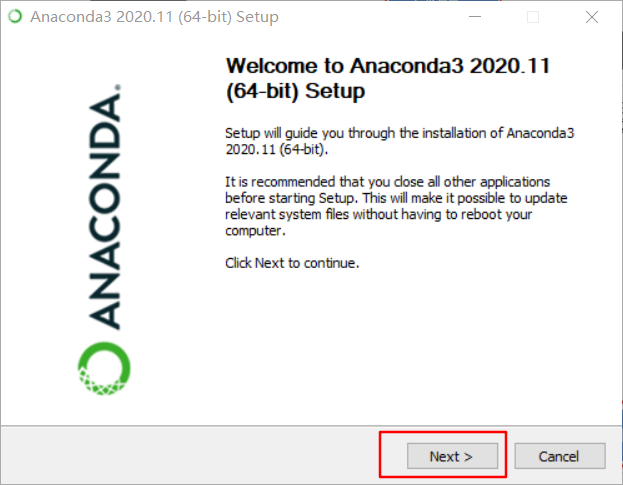 Anaconda3 2020.11 (64-bit) Setup
Welcome to Anaconda3 2020.11
(64-bit) Setup
Setup will guide you through the installation of Anaconda3
2020.11 (64-bit).
It is recommended that you close all other applications
before starting Setup. This will make it possible to update
relevant system files without having to reboot your
computer.
Click Next to continue.
ANACONDA.
Next >
Cancel